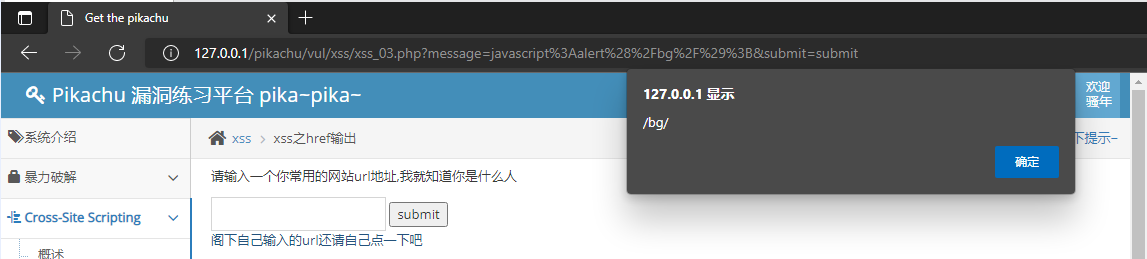 Get the pikachu
127.0.0.1/pikachu/vul/xss/xss_03.php?message=javascript%3Aalert%28%2Fbg%2F%29%3B&submit=submit
Pikachu 漏洞练习平台 pika~pika~
欢迎
骚年
127.0.0.1 显示
/bg/
确定
系统介绍
xss > xss之href输出
下提示~
暴力破解
请输入一个你常用的网站url地址,我就知道你是什么人
submit
Cross-Site Scripting
阁下自己输入的url还请自己点一下吧
概述